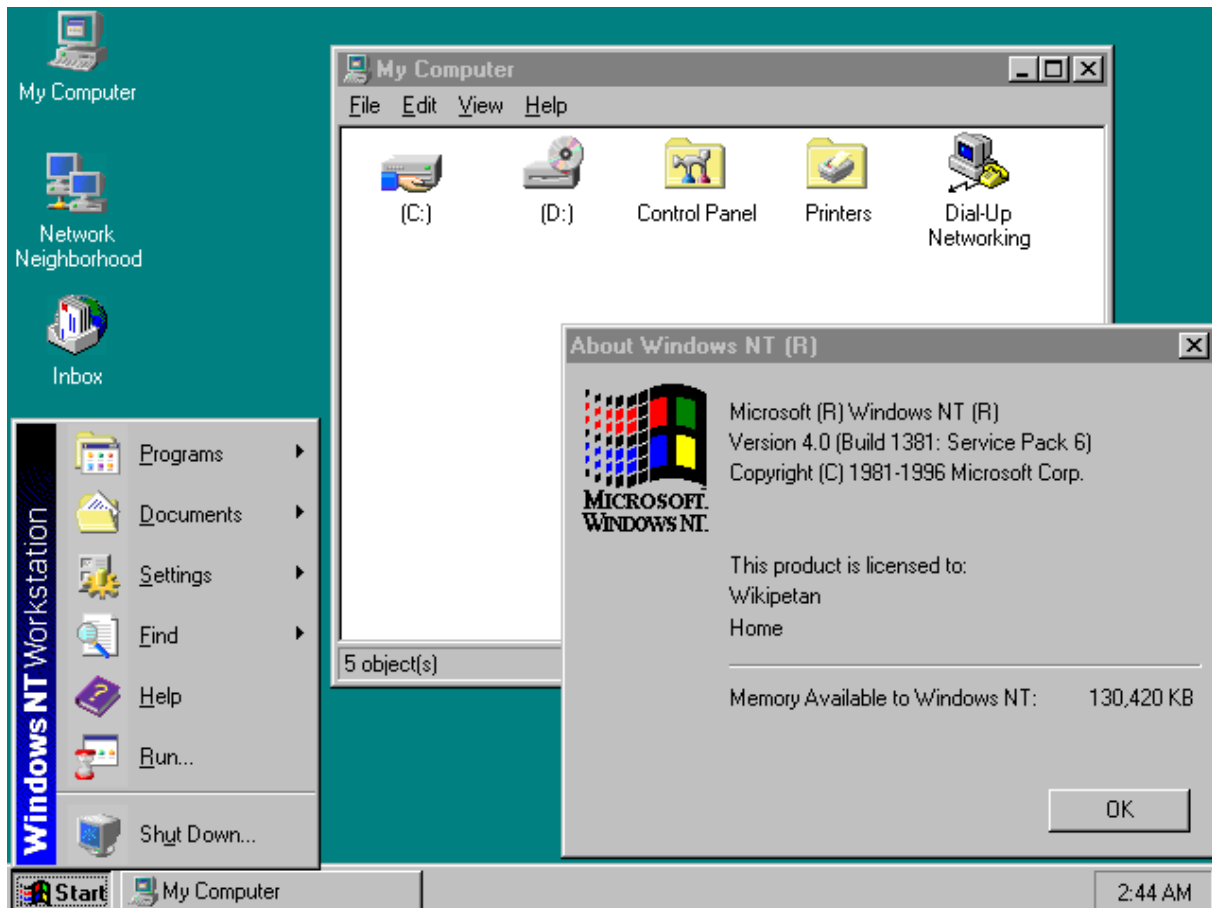 My Computer
Network
Neighborhood
Inbox
My Computer
File Edit View Help
(C:) (D:) Control Panel Printers Dial-Up
Networking
5 object(s)
About Windows NT (R)
MICROSOFT.
WINDOWS NT.
Microsoft (R) Windows NT (R)
Version 4.0 (Build 1381: Service Pack 6)
Copyright (C) 1981-1996 Microsoft Corp.
This product is licensed to:
Wikipetan
Home
Memory Available to Windows NT: 130,420 KB
OK
Windows NT Workstation
Programs
Documents
Settings
Find
Help
Run...
Shut Down...
Start My Computer 2:44 AM